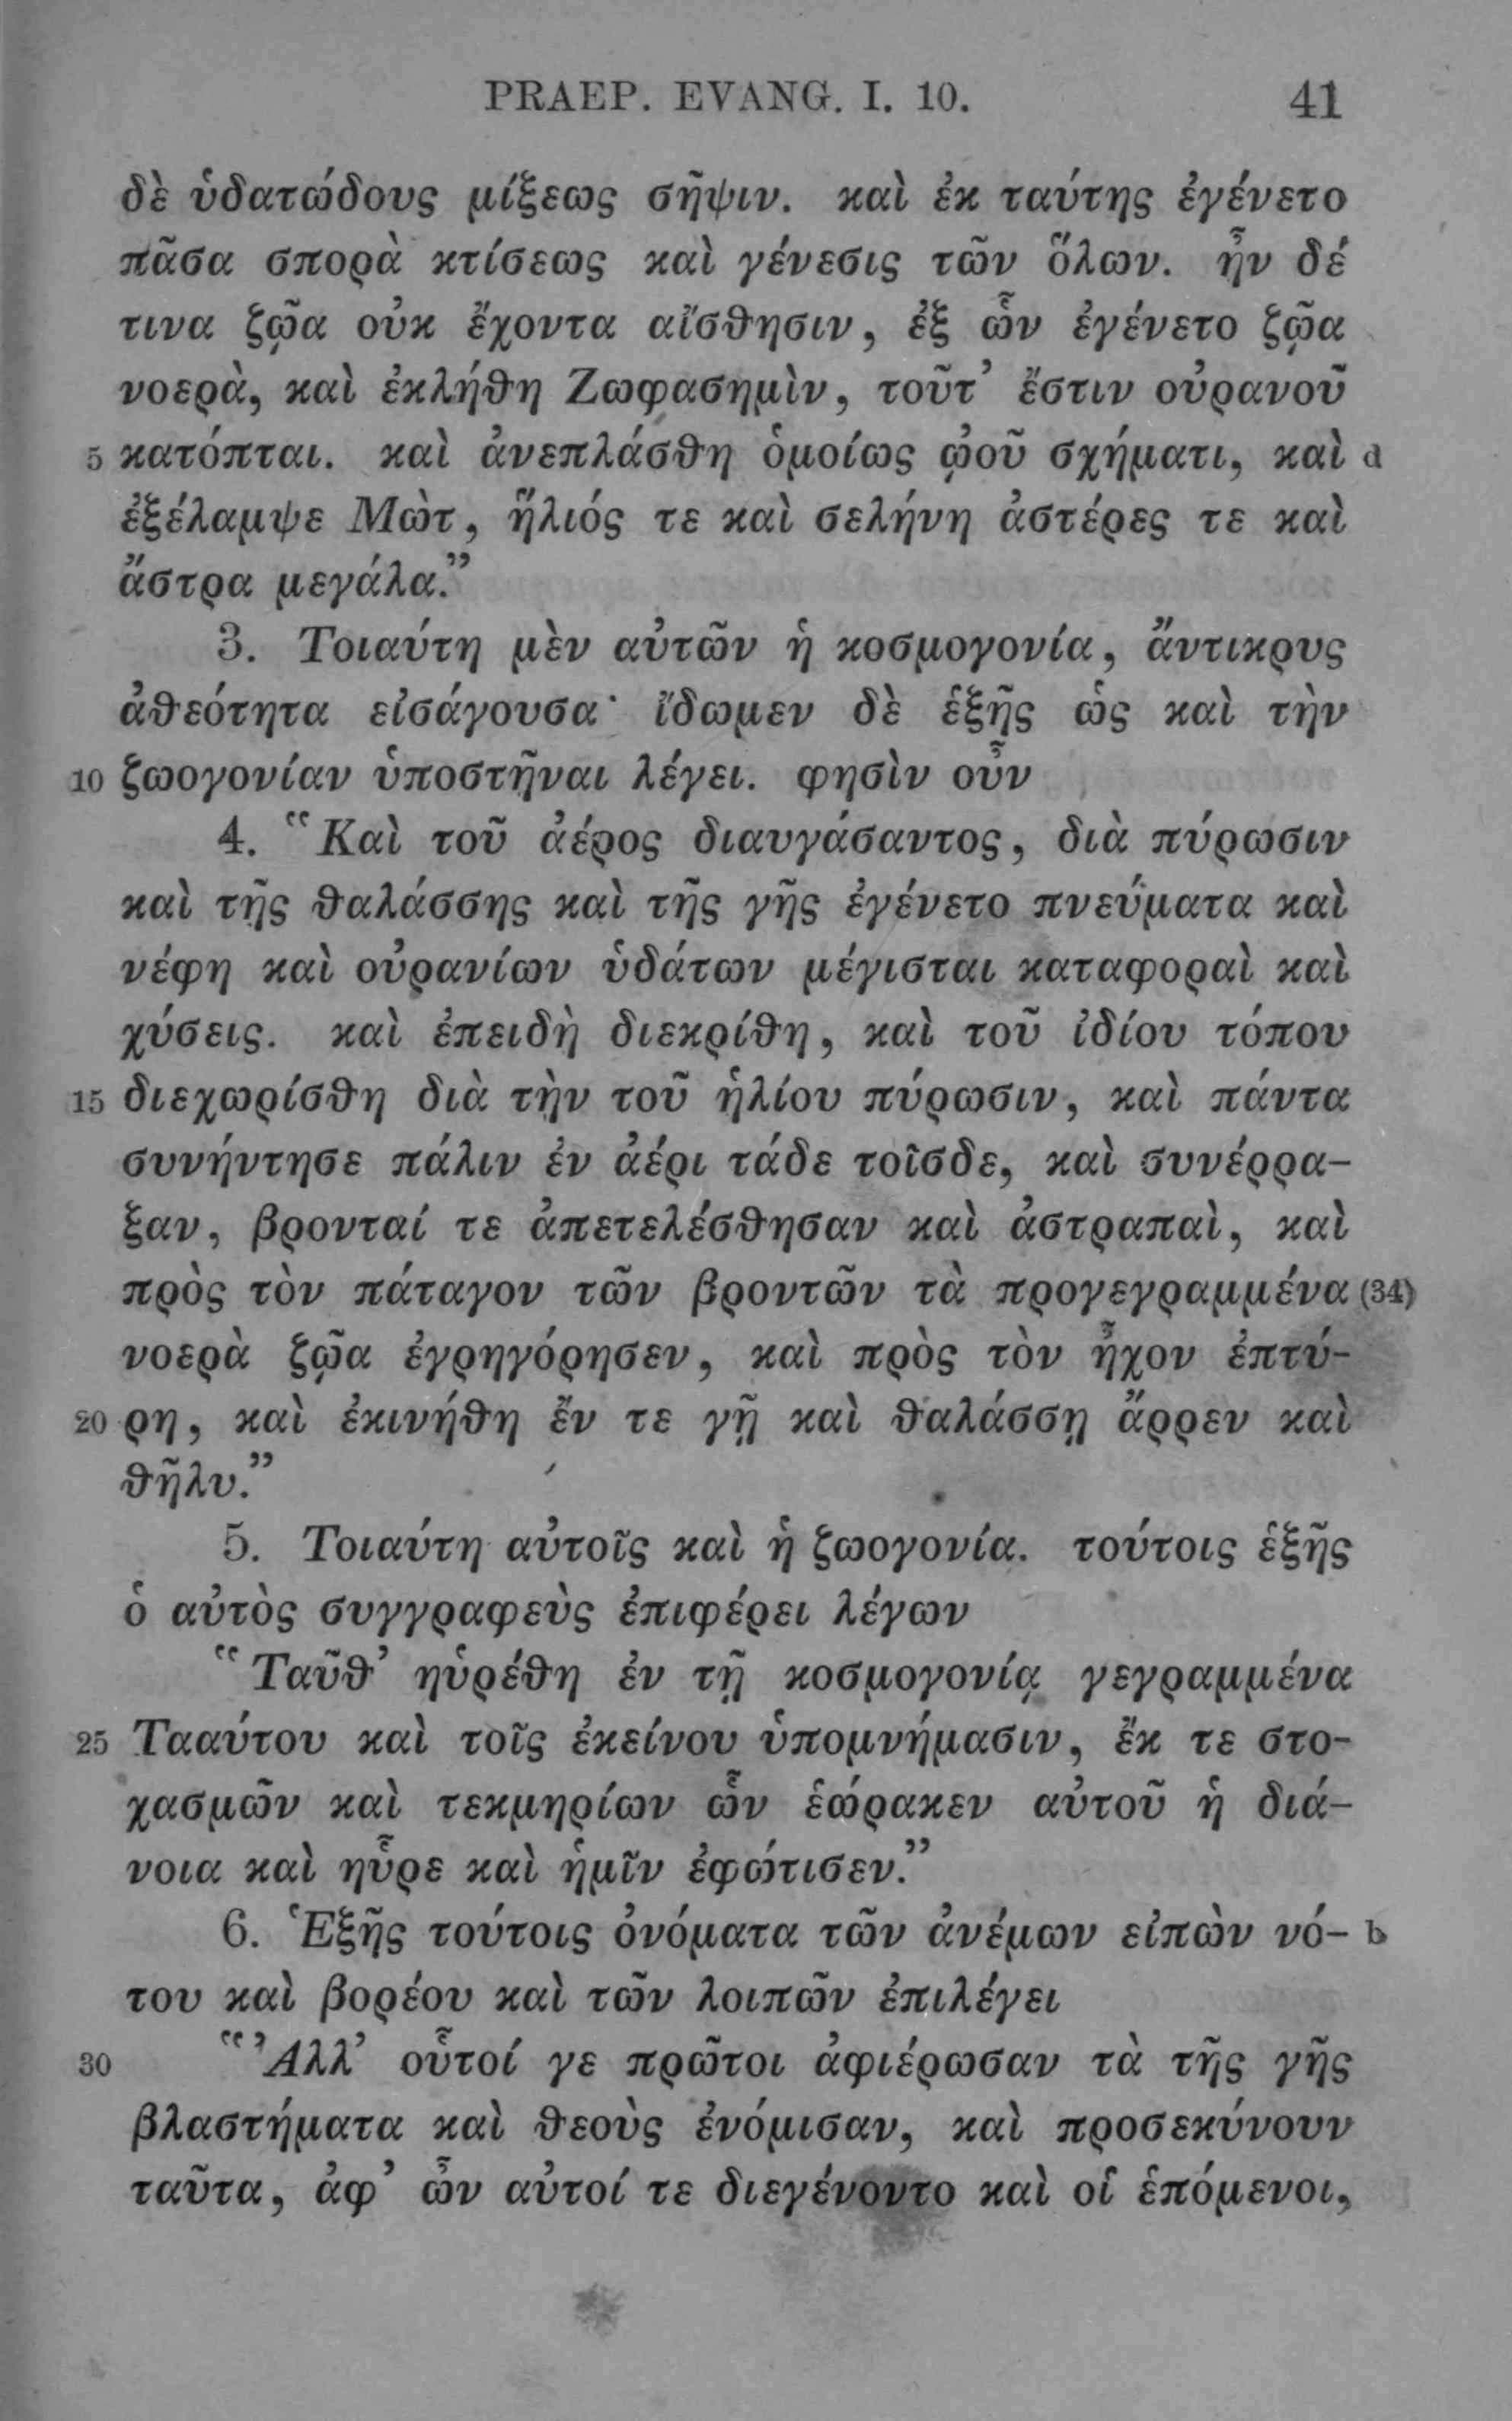 PRAEP. EVANG. I. 10. 41
δὲ ὑδατώδους μίξεως σῆψιν. καὶ ἐκ ταύτης ἐγένετο
πᾶσα σπορὰ κτίσεως καὶ γένεσις τῶν ὅλων. ἦν δέ
τινα ζῷα οὐκ ἔχοντα αἴσθησιν, ἐξ ὧν ἐγένετο ζῷα
νοερὰ, καὶ ἐκλήθη Ζωφασημὶν, τοῦτ’ ἔστιν οὐρανοῦ
5 κατόπται. καὶ ἀνεπλάσθη ὁμοίως ᾠοῦ σχήματι, καὶ d
ἐξέλαμψε Μὼτ, ἥλιός τε καὶ σελήνη ἀστέρες τε καὶ
ἄστρα μεγάλα.”
3. Τοιαύτη μὲν αὐτῶν ἡ κοσμογονία, ἄντικρυς
ἀθεότητα εἰσάγουσα· ἴδωμεν δὲ ἑξῆς ὡς καὶ τὴν
10 ζωογονίαν ὑποστῆναι λέγει. φησὶν οὖν
4. “Καὶ τοῦ ἀέρος διαυγάσαντος, διὰ πύρωσιν
καὶ τῆς θαλάσσης καὶ τῆς γῆς ἐγένετο πνεύματα καὶ
νέφη καὶ οὐρανίων ὑδάτων μέγισται καταφοραὶ καὶ
χύσεις. καὶ ἐπειδὴ διεκρίθη, καὶ τοῦ ἰδίου τόπου
15 διεχωρίσθη διὰ τὴν τοῦ ἡλίου πύρωσιν, καὶ πάντα
συνήντησε πάλιν ἐν ἀέρι τάδε τοῖσδε, καὶ συνέρρα-
ξαν, βρονταί τε ἀπετελέσθησαν καὶ ἀστραπαὶ, καὶ
πρὸς τὸν πάταγον τῶν βροντῶν τὰ προγεγραμμένα (34)
νοερὰ ζῷα ἐγρηγόρησεν, καὶ πρὸς τὸν ἦχον ἐπτύ-
20 ρη, καὶ ἐκινήθη ἔν τε γῇ καὶ θαλάσσῃ ἄρρεν καὶ
θῆλυ.”
5. Τοιαύτη αὐτοῖς καὶ ἡ ζωογονία. τούτοις ἑξῆς
ὁ αὐτὸς συγγραφεὺς ἐπιφέρει λέγων
“Ταῦθ’ ηὑρέθη ἐν τῇ κοσμογονίᾳ γεγραμμένα
25 Τααύτου καὶ τοῖς ἐκείνου ὑπομνήμασιν, ἔκ τε στο-
χασμῶν καὶ τεκμηρίων ὧν ἑώρακεν αὐτοῦ ἡ διά-
νοια καὶ ηὗρε καὶ ἡμῖν ἐφώτισεν.”
6. Ἑξῆς τούτοις ὀνόματα τῶν ἀνέμων εἰπὼν νό- b
του καὶ βορέου καὶ τῶν λοιπῶν ἐπιλέγει
30 “Ἀλλ’ οὗτοί γε πρῶτοι ἀφιέρωσαν τὰ τῆς γῆς
βλαστήματα καὶ θεοὺς ἐνόμισαν, καὶ προσεκύνουν
ταῦτα, ἀφ’ ὧν αὐτοί τε διεγένοντο καὶ οἱ ἑπόμενοι,